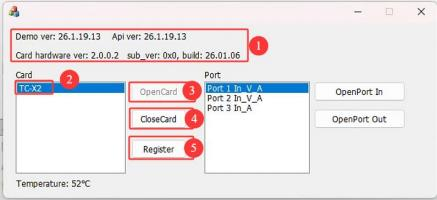 Demo ver: 26.1.19.13 Api ver: 26.1.19.13
1
Card hardware ver: 2.0.0.2 sub_ver: 0x0, build: 26.01.06
Card
2
Port
TC-X2
OpenCard
3
Port 1 In_V_A
Port 2 In_V_A
Port 3 In_A
OpenPort In
CloseCard
4
OpenPort Out
Register
5
Temperature: 52°C